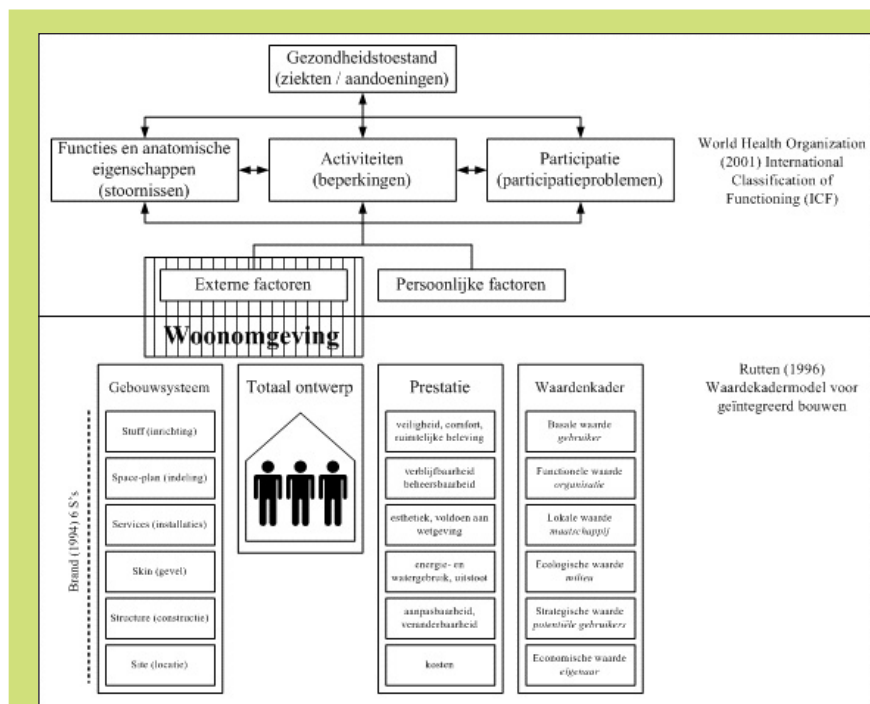 Gezondheidstoestand
(ziekten / aandoeningen)
Functies en anatomische
eigenschappen
(stoornissen)
Activiteiten
(beperkingen)
Participatie
(participatieproblemen)
World Health Organization
(2001) International
Classification of
Functioning (ICF)
Externe factoren
Persoonlijke factoren
Woonomgeving
Rutten (1996)
Waardekadermodel voor
geïntegreerd bouwen
Brand (1994) 6 S's
Gebouwsysteem
Stuff (inrichting)
Space-plan (indeling)
Services (installaties)
Skin (gevel)
Structure (constructie)
Site (locatie)
Totaal ontwerp
Prestatie
veiligheid, comfort,
ruimtelijke beleving
verblijfbaarheid
beheersbaarheid
esthetiek, voldoen aan
wetgeving
energie- en
watergebruik, uitstoot
aanpasbaarheid,
veranderbaarheid
kosten
Waardenkader
Basale waarde
gebruiker
Functionele waarde
organisatie
Lokale waarde
maatschappij
Ecologische waarde
milieu
Strategische waarde
potentiële gebruikers
Economische waarde
eigenaar